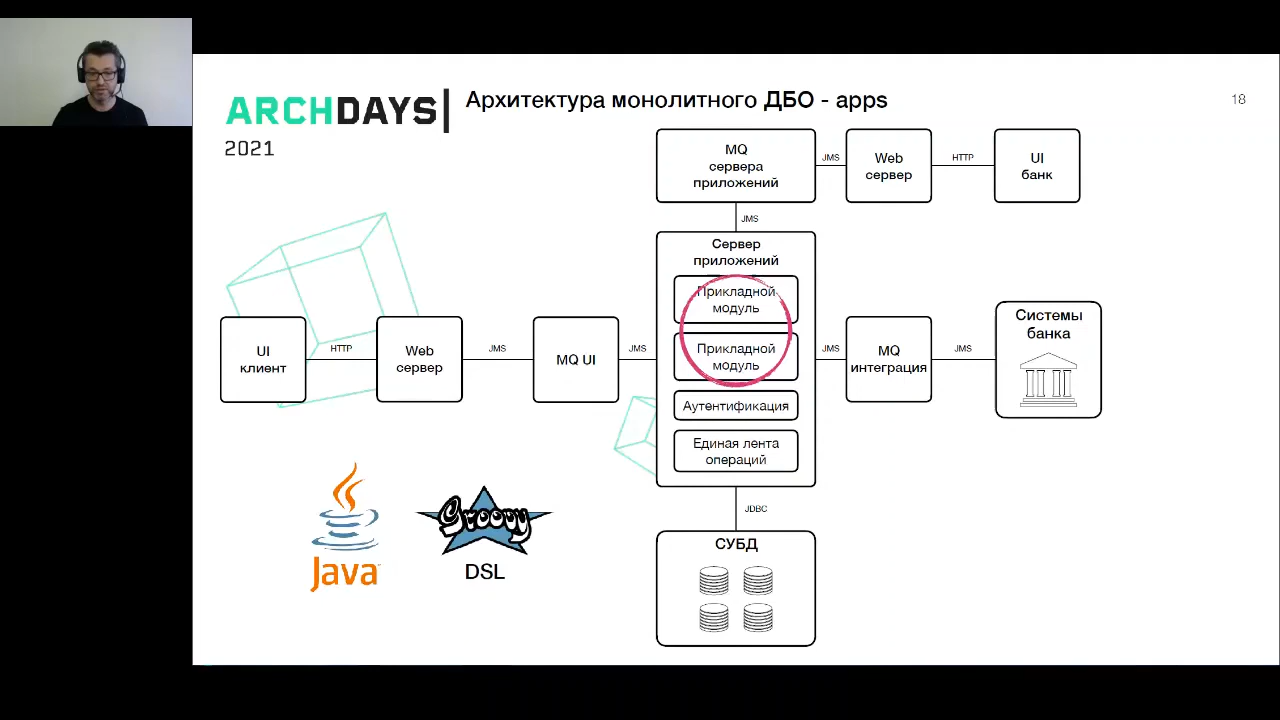 ARCHDAYS
2021
Архитектура монолитного ДБО - apps
18
MQ
сервера
приложений
JMS
Web
сервер
HTTP
UI
банк
JMS
Сервер
приложений
Прикладной
модуль
Прикладной
модуль
Аутентификация
Единая лента
операций
UI
клиент
HTTP
Web
сервер
JMS
MQ UI
JMS
JMS
MQ
интеграция
JMS
Системы
банка
JDBC
СУБД
Java
Groovy
DSL